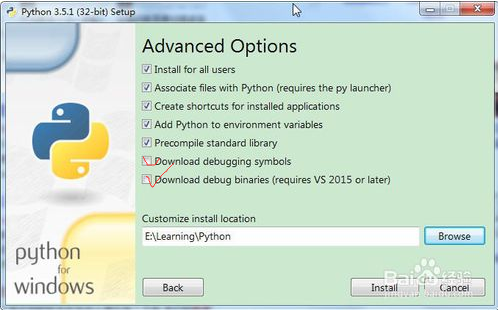 Python 3.5.1 (32-bit) Setup
Advanced Options
Install for all users
Associate files with Python (requires the py launcher)
Create shortcuts for installed applications
Add Python to environment variables
Precompile standard library
Download debugging symbols
Download debug binaries (requires VS 2015 or later)
Customize install location
E:\Learning\Python
Browse
python
for
windows
Back
Install
Cancel
Baidu 经验